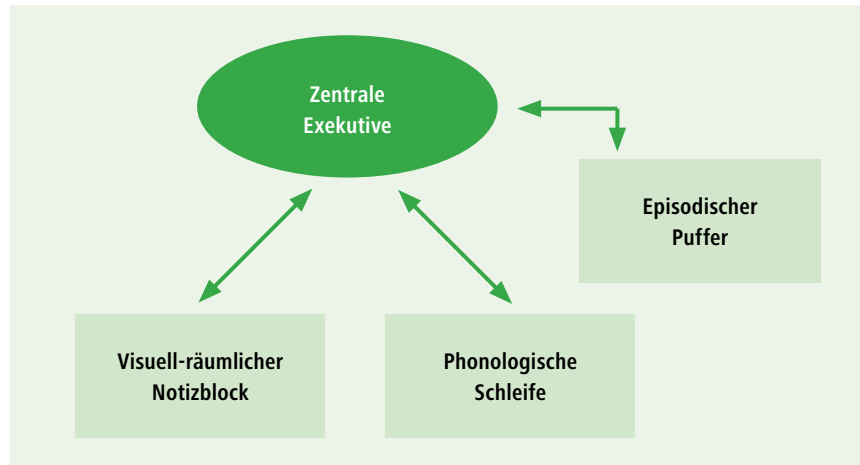 Zentrale
Exekutive
Episodischer
Puffer
Visuell-räumlicher
Notizblock
Phonologische
Schleife